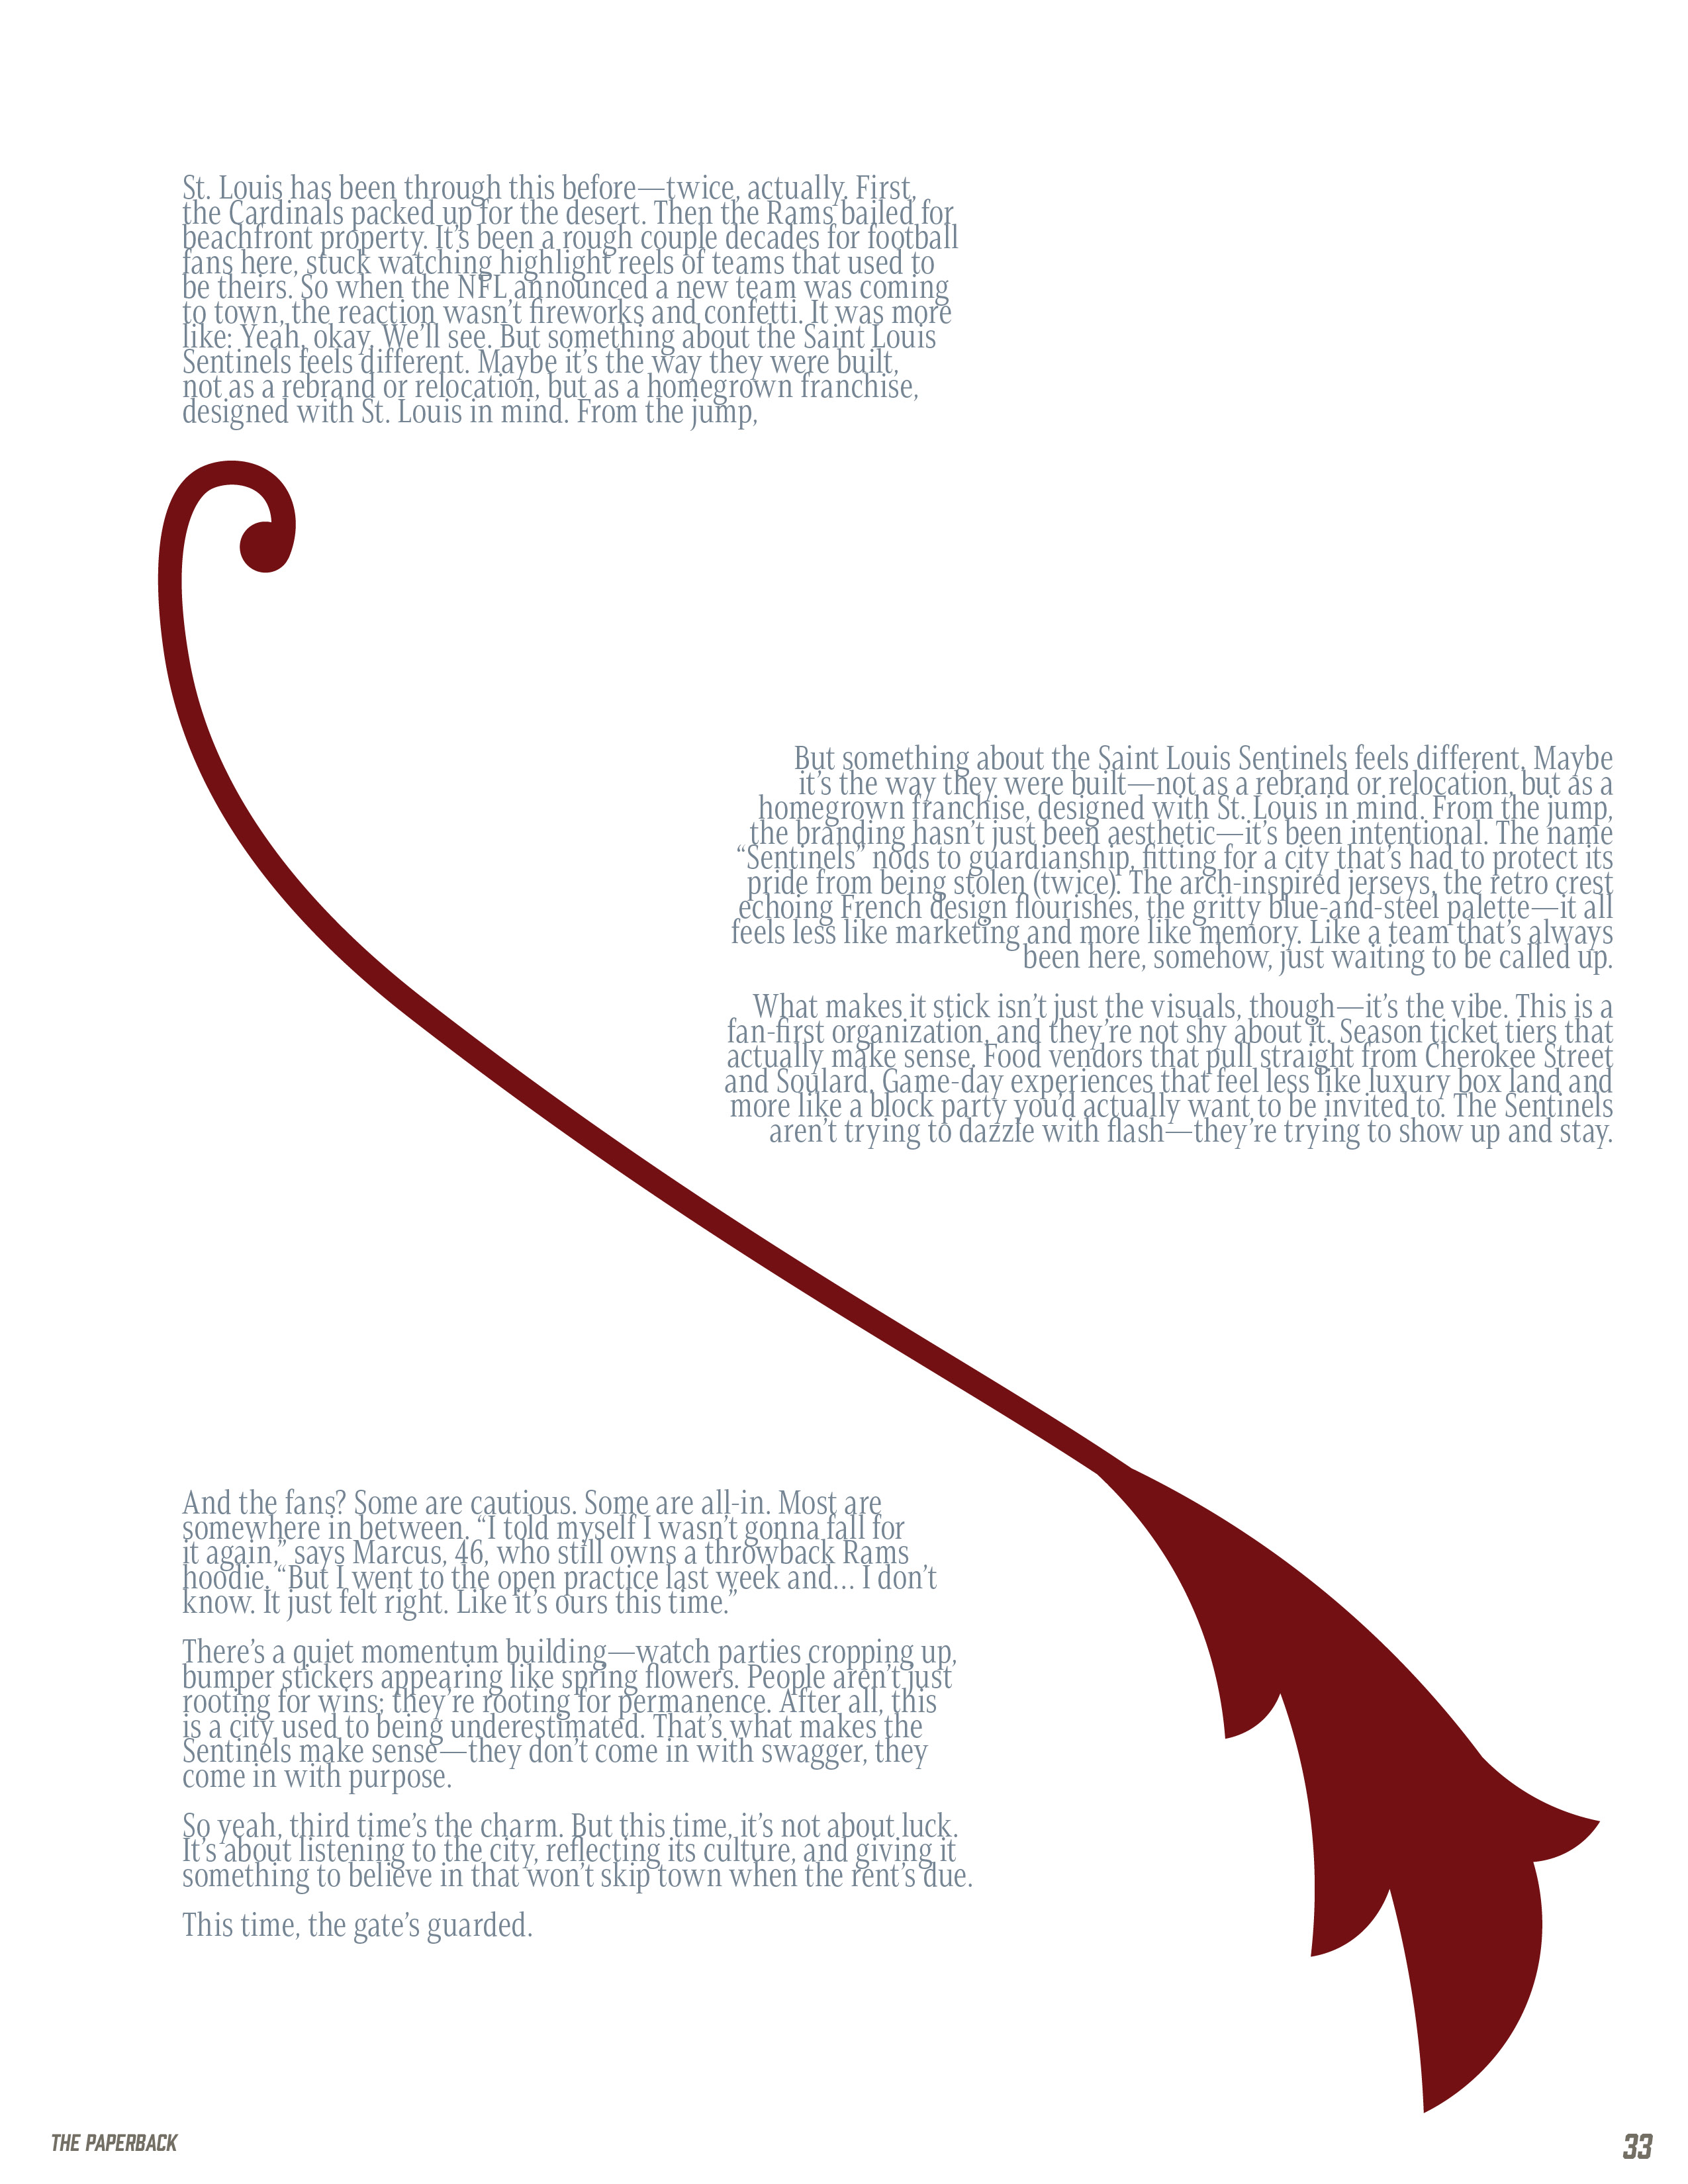 St. Louis has been through this before—twice, actually. First,
the Cardinals packed up for the desert. Then the Rams bailed for
beachfront property. It’s been a rough couple decades for football
fans here, stuck watching highlight reels of teams that used to
be theirs. So when the NFL announced a new team was coming
to town, the reaction wasn’t fireworks and confetti. It was more
like: Yeah, okay. We’ll see. But something about the Saint Louis
Sentinels feels different. Maybe it’s the way they were built,
not as a rebrand or relocation, but as a homegrown franchise,
designed with St. Louis in mind. From the jump,
But something about the Saint Louis Sentinels feels different. Maybe
it’s the way they were built—not as a rebrand or relocation, but as a
homegrown franchise, designed with St. Louis in mind. From the jump,
the branding hasn’t just been aesthetic—it’s been intentional. The name
“Sentinels” nods to guardianship, fitting for a city that’s had to protect its
pride from being stolen (twice). The arch-inspired jerseys, the retro crest
echoing French design flourishes, the gritty blue-and-steel palette—it all
feels less like marketing and more like memory. Like a team that’s always
been here, somehow, just waiting to be called up.
What makes it stick isn’t just the visuals, though—it’s the vibe. This is a
fan-first organization, and they’re not shy about it. Season ticket tiers that
actually make sense. Food vendors that pull straight from Cherokee Street
and Soulard. Game-day experiences that feel less like luxury box land and
more like a block party you’d actually want to be invited to. The Sentinels
aren’t trying to dazzle with flash—they’re trying to show up and stay.
And the fans? Some are cautious. Some are all-in. Most are
somewhere in between. “I told myself I wasn’t gonna fall for
it again,” says Marcus, 46, who still owns a throwback Rams
hoodie. “But I went to the open practice last week and… I don’t
know. It just felt right. Like it’s ours this time.”
There’s a quiet momentum building—watch parties cropping up,
bumper stickers appearing like spring flowers. People aren’t just
rooting for wins; they’re rooting for permanence. After all, this
is a city used to being underestimated. That’s what makes the
Sentinels make sense—they don’t come in with swagger, they
come in with purpose.
So yeah, third time’s the charm. But this time, it’s not about luck.
It’s about listening to the city, reflecting its culture, and giving it
something to believe in that won’t skip town when the rent’s due.
This time, the gate’s guarded.
THE PAPERBACK
33